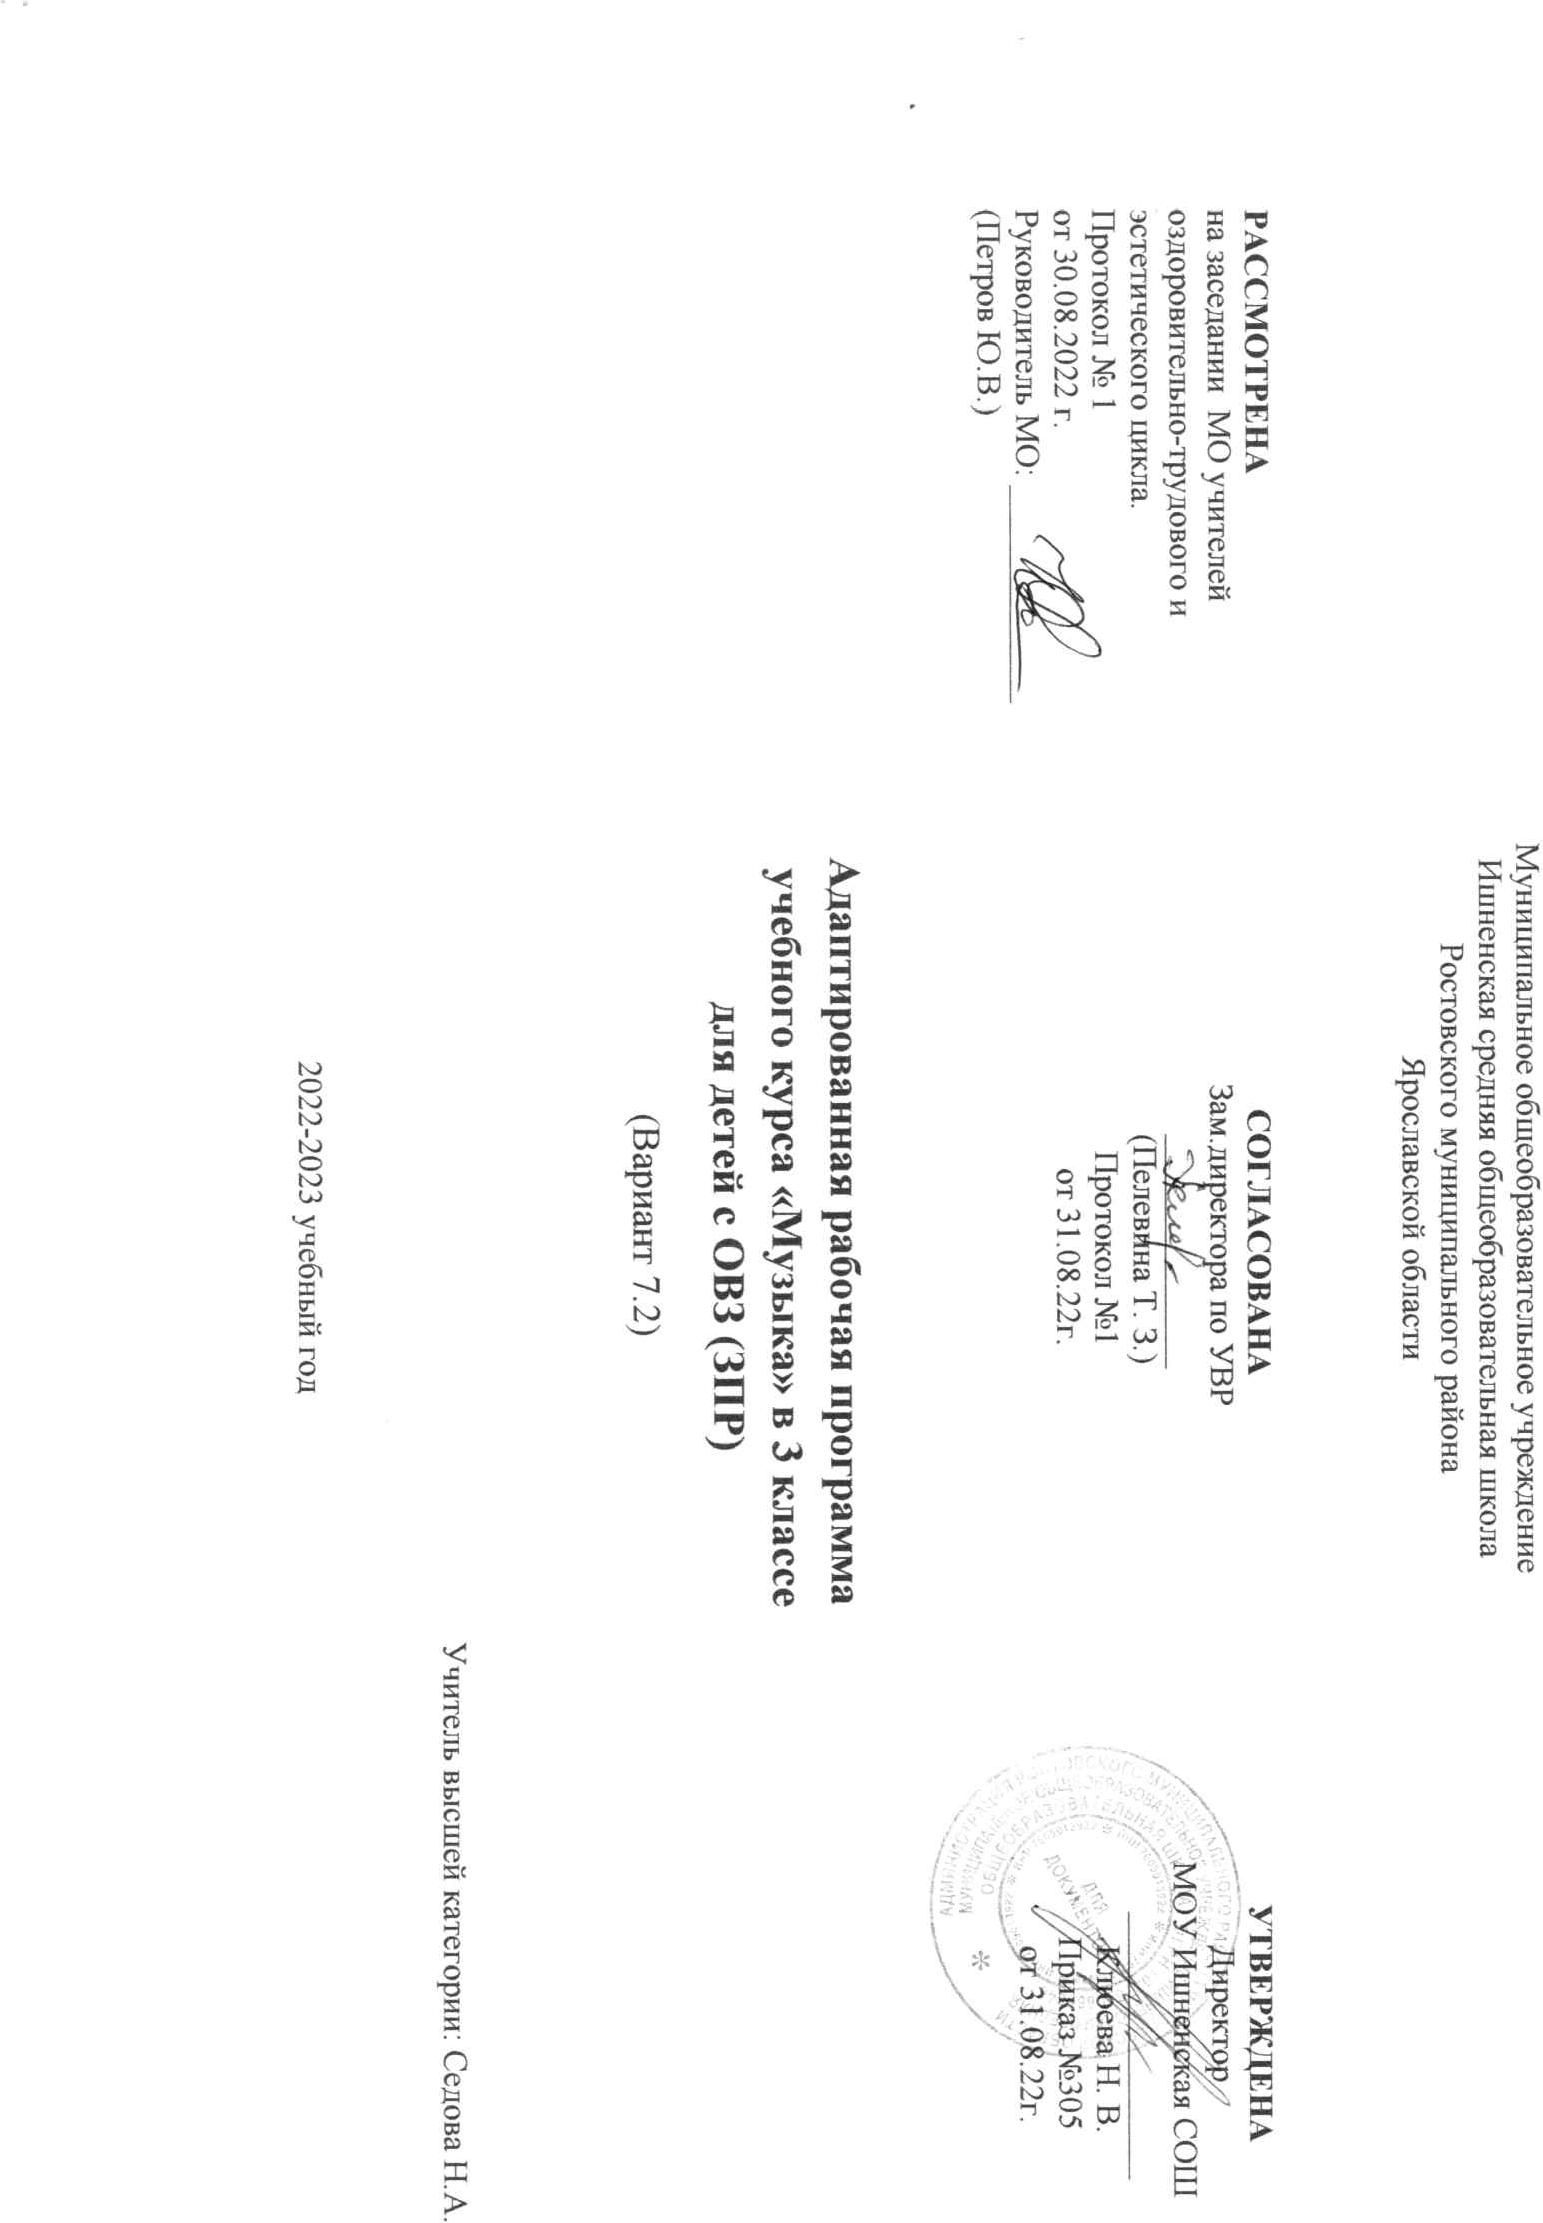 Муниципальное общеобразовательное учреждение
Ишненская средняя общеобразовательная школа
Ростовского муниципального района
Ярославской области
РАССМОТРЕНА
на заседании МО учителей
оздоровительно-трудового и
эстетического цикла.
Протокол № 1
от 30.08.2022 г.
Руководитель МО:
(Петров Ю.В.)
СОГЛАСОВАНА
Зам.директора по УВР
(Пелевина Т. З.)
Протокол №1
от 31.08.22г.
УТВЕРЖДЕНА
Директор
МОУ Ишненская СОШ
Клюева Н. В.
Приказ №305
от 31.08.22г.
ДЛЯ
ДОКУМЕНТОВ
Адаптированная рабочая программа
учебного курса «Музыка» в 3 классе
для детей с ОВЗ (ЗПР)
(Вариант 7.2)
Учитель высшей категории: Седова Н.А.
2022-2023 учебный год